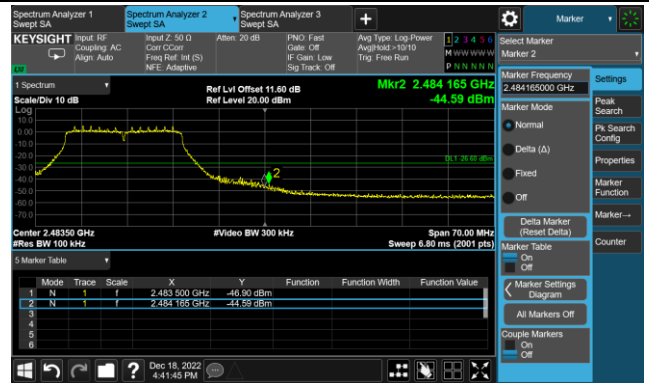 Spectrum Analyzer 1
Swept SA
Spectrum Analyzer 2
Swept SA
Spectrum Analyzer 3
Swept SA
+
Marker
KEYSIGHT
Input: RF
Coupling: AC
Align: Auto
Input Z: 50 Ω
Corr CCorr
Freq Ref: Int (S)
NFE: Adaptive
Atten: 20 dB
PNO: Fast
Gate: Off
IF Gain: Low
Sig Track: Off
Avg Type: Log-Power
Avg|Hold:>10/10
Trig: Free Run
1 2 3 4 5 6
M W W W W W
P N N N N N
Select Marker
Marker 2
Marker Frequency
2.484165000 GHz
Settings
Marker Mode
Normal
Delta (Δ)
Fixed
Off
Peak
Search
Pk Search
Config
Properties
Marker
Function
Marker→
Counter
Delta Marker
(Reset Delta)
Marker Table
On
Off
Marker Settings
Diagram
All Markers Off
Couple Markers
On
Off
1 Spectrum
Scale/Div 10 dB
Log
Ref Lvl Offset 11.60 dB
Ref Level 20.00 dBm
Mkr2 2.484 165 GHz
-44.59 dBm
10.0
0.00
-10.0
-20.0
-30.0
-40.0
-50.0
-60.0
-70.0
DL1 -26.60 dBm
2
Center 2.48350 GHz
#Res BW 100 kHz
#Video BW 300 kHz
Span 70.00 MHz
Sweep 6.80 ms (2001 pts)
5 Marker Table
Mode Trace Scale X Y Function Function Width Function Value
1 N 1 f 2.483 500 GHz -46.90 dBm
2 N 1 f 2.484 165 GHz -44.59 dBm
3
4
5
6
?
Dec 18, 2022
4:41:45 PM